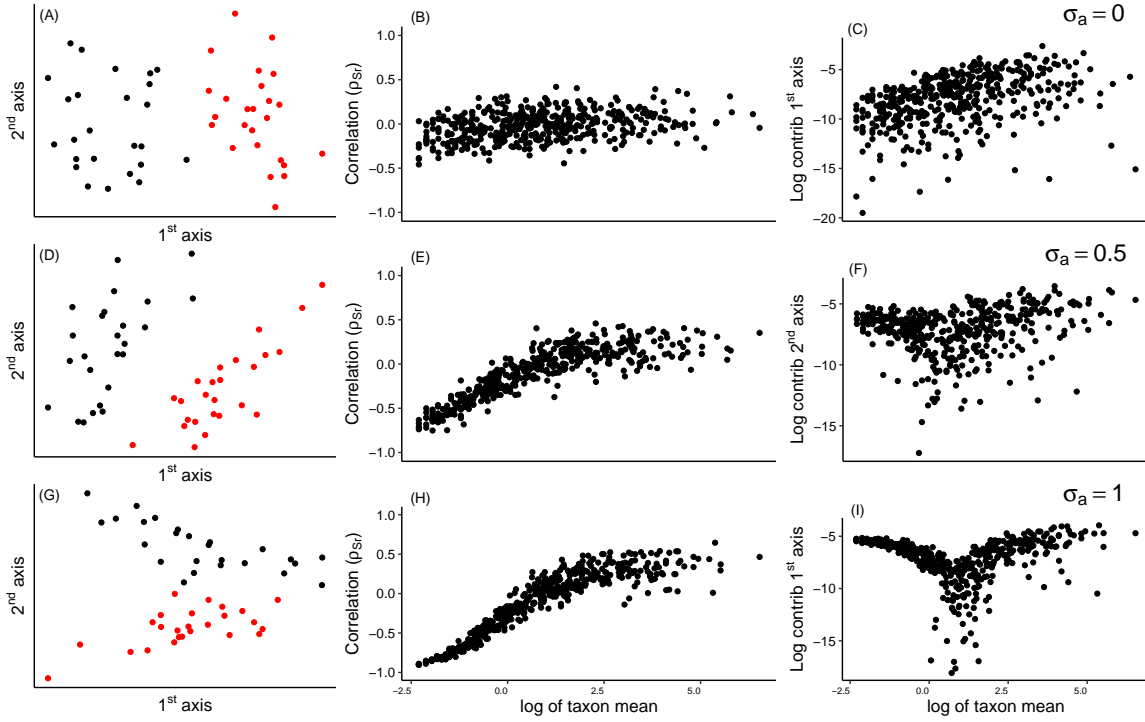 σa = 0
(A)
2nd axis
1st axis
(B)
Correlation (ρSr)
1.0
0.5
0.0
−0.5
−1.0
(C)
Log contrib 1st axis
−5
−10
−15
−20
σa = 0.5
(D)
2nd axis
1st axis
(E)
Correlation (ρSr)
1.0
0.5
0.0
−0.5
−1.0
(F)
Log contrib 2nd axis
−5
−10
−15
σa = 1
(G)
2nd axis
1st axis
(H)
Correlation (ρSr)
1.0
0.5
0.0
−0.5
−1.0
−2.5 0.0 2.5 5.0
log of taxon mean
(I)
Log contrib 1st axis
−5
−10
−15
−2.5 0.0 2.5 5.0
log of taxon mean